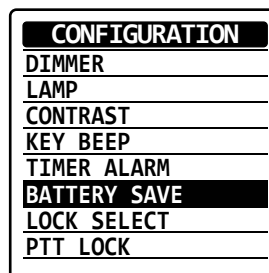 CONFIGURATION
DIMMER
LAMP
CONTRAST
KEY BEEP
TIMER ALARM
BATTERY SAVE
LOCK SELECT
PTT LOCK